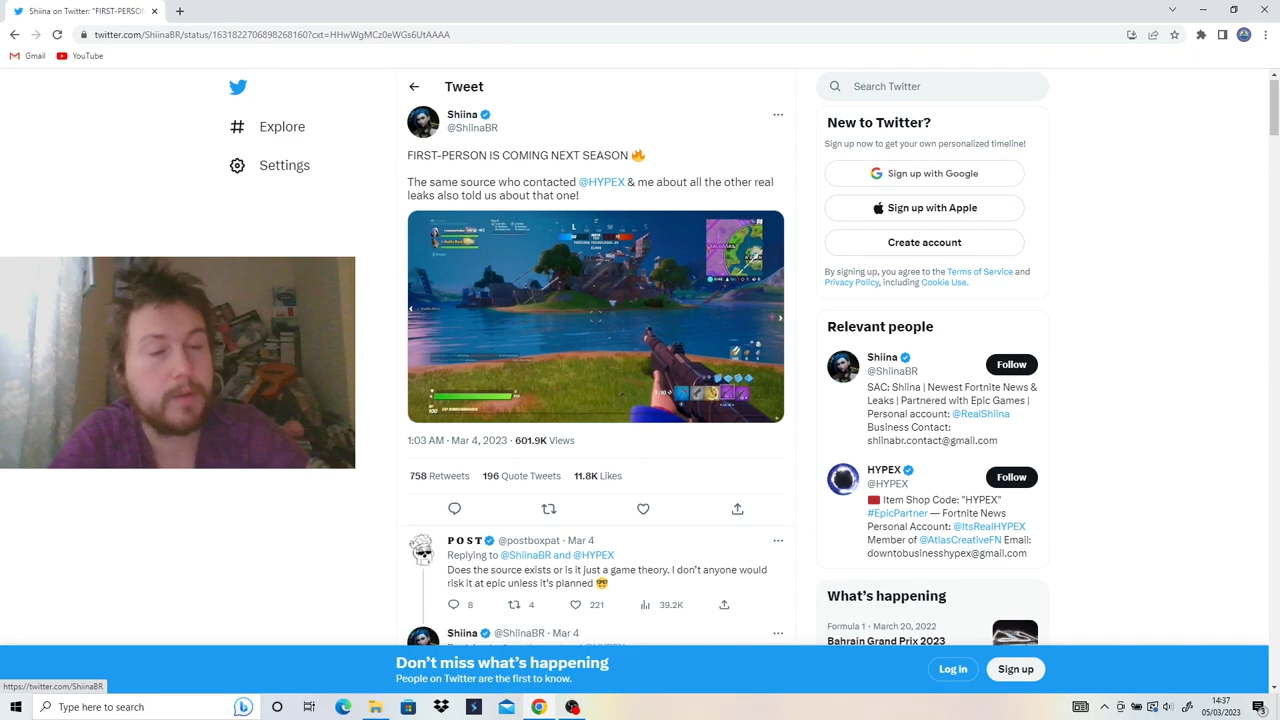 Shiina on Twitter: "FIRST-PERSO
twitter.com/ShiinaBR/status/1631822706898268160?cxt=HHwWgMCz0eWGs6UtAAAA
Gmail
YouTube
Explore
Settings
Tweet
Shiina
@ShiinaBR
FIRST-PERSON IS COMING NEXT SEASON 🔥
The same source who contacted @HYPEX & me about all the other real
leaks also told us about that one!
1:03 AM · Mar 4, 2023 · 601.9K Views
758 Retweets 196 Quote Tweets 11.8K Likes
P O S T @postboxpat · Mar 4
Replying to @ShiinaBR and @HYPEX
Does the source exists or is it just a game theory. I don't anyone would
risk it at epic unless it's planned 🤓
8 4 221 39.2K
Shiina @ShiinaBR · Mar 4
Search Twitter
New to Twitter?
Sign up now to get your own personalized timeline!
Sign up with Google
Sign up with Apple
Create account
By signing up, you agree to the Terms of Service and
Privacy Policy, including Cookie Use.
Relevant people
Shiina
@ShiinaBR
Follow
SAC: Shiina | Newest Fortnite News &
Leaks | Partnered with Epic Games |
Personal account: @RealShiina
Business Contact:
shiinabr.contact@gmail.com
HYPEX
@HYPEX
Follow
Item Shop Code: "HYPEX"
#EpicPartner — Fortnite News
Personal Account: @ItsRealHYPEX
Member of @AtlasCreativeFN Email:
downtobusinesshypex@gmail.com
What's happening
Formula 1 · March 20, 2022
Bahrain Grand Prix 2023
Don't miss what's happening
People on Twitter are the first to know.
Log in
Sign up
https://twitter.com/ShiinaBR
Type here to search
14:37
05/03/2023